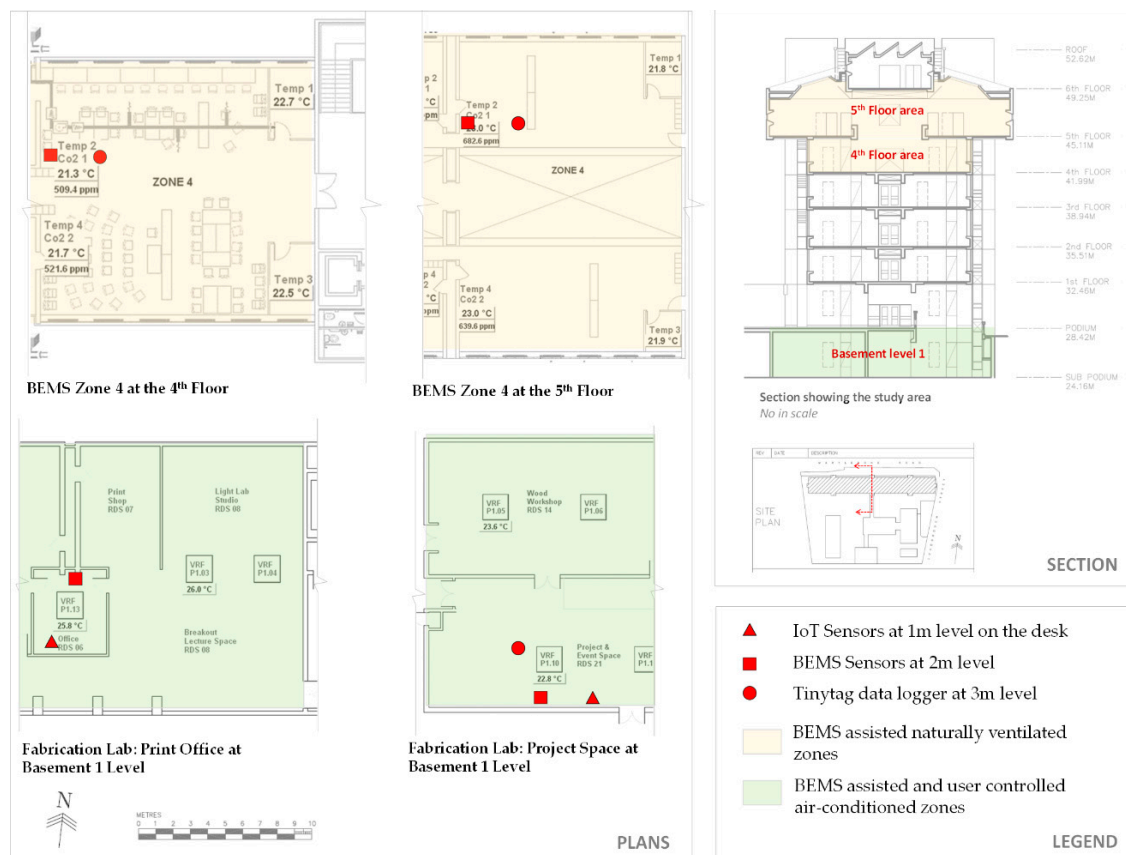 Temp 1
22.7 °C
Temp 2
Co2 1
21.3 °C
509.4 ppm
ZONE 4
Temp 4
Co2 2
21.7 °C
521.6 ppm
Temp 3
22.5 °C
BEMS Zone 4 at the 4th Floor
Temp 1
21.8 °C
Temp 2
Co2 1
682.6 ppm
ZONE 4
Temp 4
Co2 2
23.0 °C
639.6 ppm
Temp 3
21.9 °C
BEMS Zone 4 at the 5th Floor
Print
Shop
RDS 07
Light Lab
Studio
RDS 08
VRF
P1.03
26.0 °C
VRF
P1.04
VRF
P1.13
25.8 °C
Office
RDS 06
Breakout
Lecture Space
RDS 08
Fabrication Lab: Print Office at
Basement 1 Level
Wood
Workshop
RDS 14
VRF
P1.05
23.6 °C
VRF
P1.06
VRF
P1.10
22.8 °C
Project &
Event Space
RDS 21
VRF
P1.1
Fabrication Lab: Project Space at
Basement 1 Level
N
METRES
0 1 2 3 4 5 6 7 8 9 10
PLANS
ROOF
52.62M
6th FLOOR
49.25M
5th FLOOR
45.11M
4th FLOOR
41.99M
3rd FLOOR
38.94M
2nd FLOOR
35.51M
1st FLOOR
32.46M
PODIUM
28.42M
SUB PODIUM
24.16M
5th Floor area
4th Floor area
Basement level 1
Section showing the study area
No in scale
REV DATE DESCRIPTION
SITE
PLAN
N
SECTION
IoT Sensors at 1m level on the desk
BEMS Sensors at 2m level
Tinytag data logger at 3m level
BEMS assisted naturally ventilated
zones
BEMS assisted and user controlled
air-conditioned zones
LEGEND